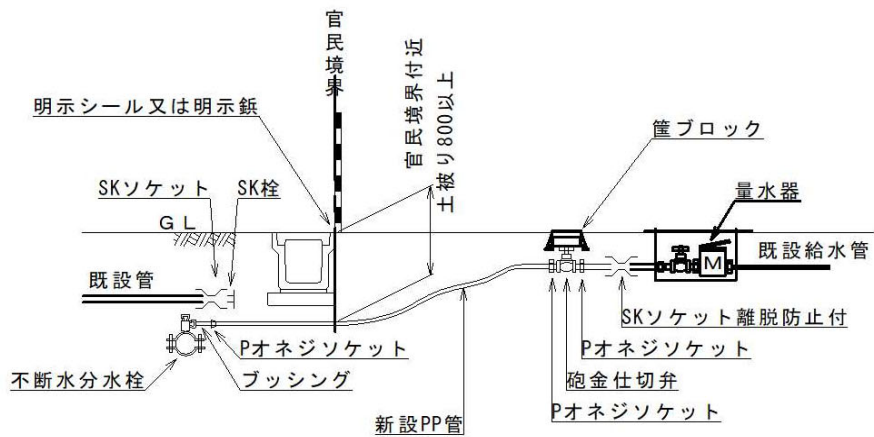 官民境界
明示シール又は明示鋲
官民境界付近
土被り800以上
筐ブロック
SKソケット
SK栓
量水器
GL
既設管
既設給水管
M
SKソケット離脱防止付
Pオネジソケット
Pオネジソケット
不断水分水栓
ブッシング
砲金仕切弁
Pオネジソケット
新設PP管